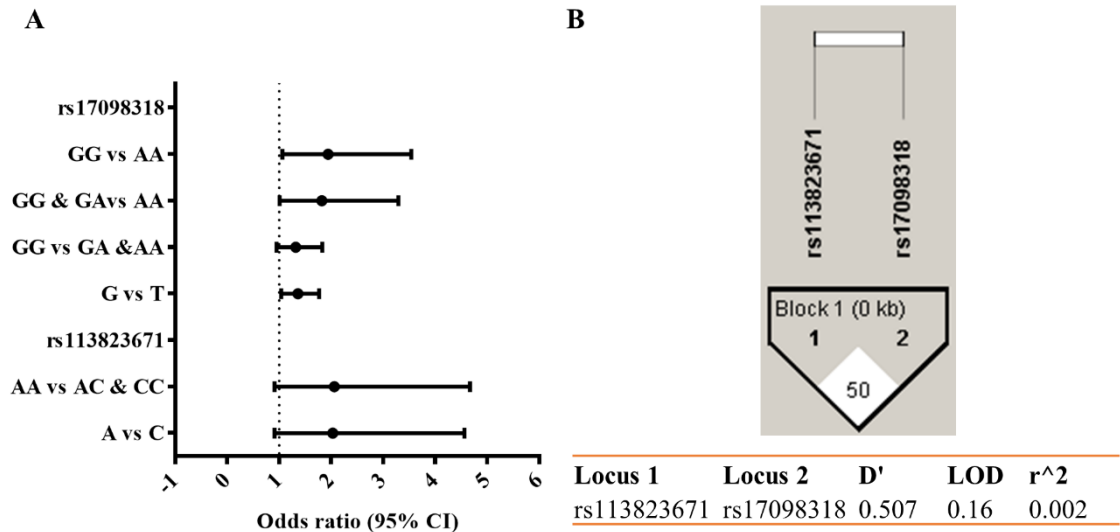 A
rs17098318
GG vs AA
GG & GAvs AA
GG vs GA &AA
G vs T
rs113823671
AA vs AC & CC
A vs C
-1 0 1 2 3 4 5 6
Odds ratio (95% CI)
B
rs113823671 rs17098318
Block 1 (0 kb)
1 2
50
Locus 1 Locus 2 D' LOD r^2
rs113823671 rs17098318 0.507 0.16 0.002